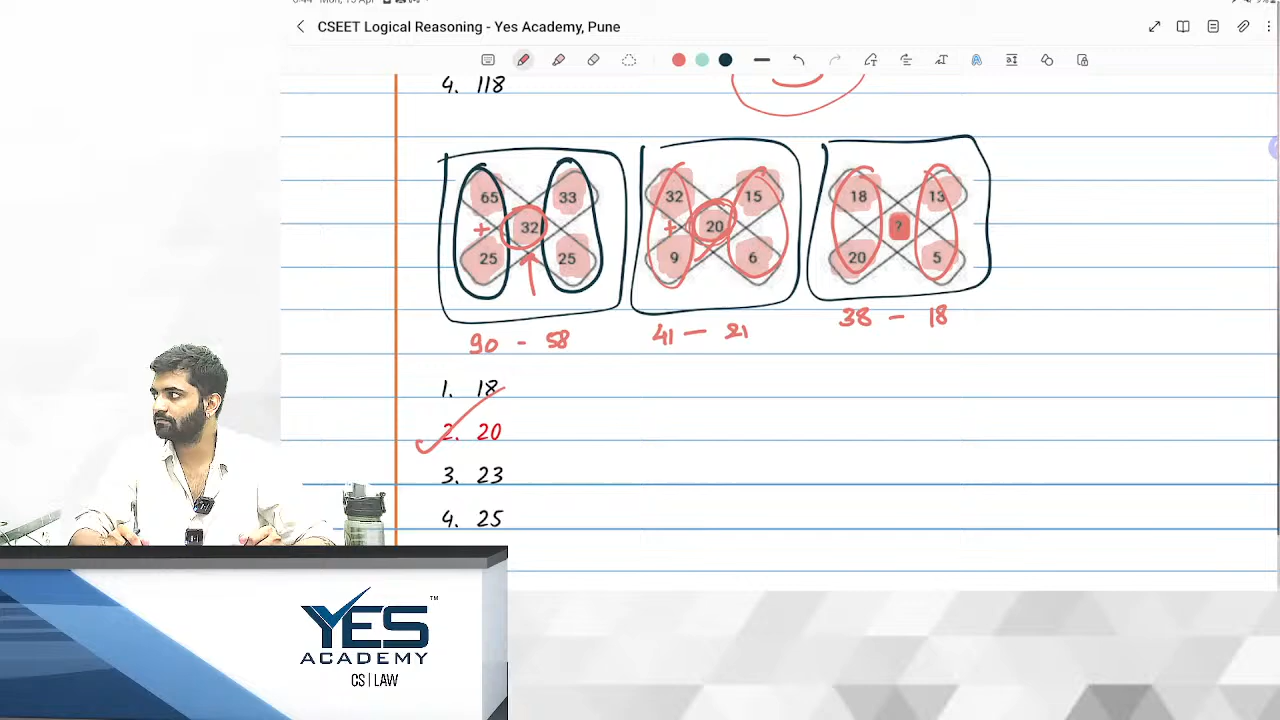 CSEET Logical Reasoning - Yes Academy, Pune
4. 118
65 33 32 15 18 13
+ 32 + 20 ?
25 25 9 6 20 5
90 - 58 41 - 21 38 - 18
1. 18
2. 20
3. 23
4. 25
YES™
ACADEMY
CS | LAW